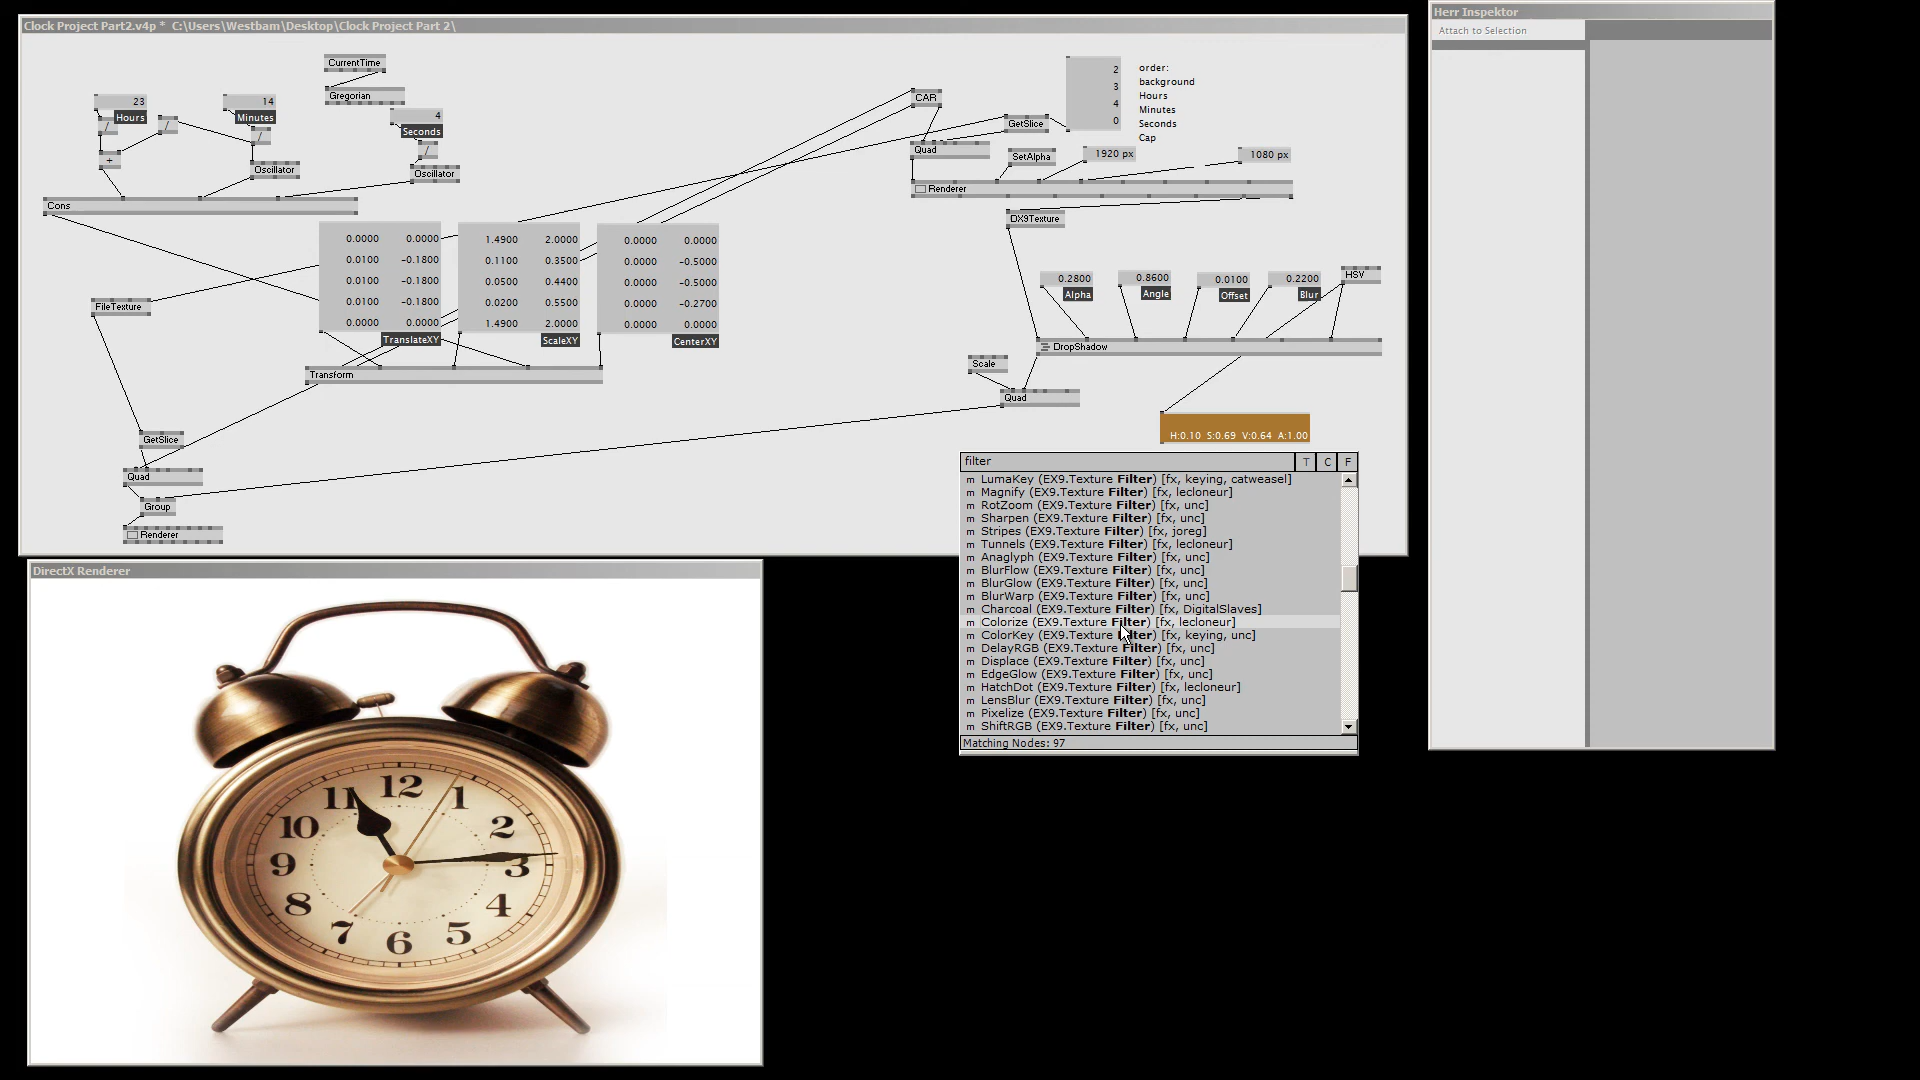 Clock Project Part2.v4p *  C:\Users\Westbam\Desktop\Clock Project Part 2\
CurrentTime
Gregorian
23
Hours
/
/
+
14
Minutes
/
Oscillator
4
Seconds
/
Oscillator
Cons
0.0000 0.0000
0.0100 -0.1800
0.0100 -0.1800
0.0100 -0.1800
0.0000 0.0000
TranslateXY
1.4900 2.0000
0.1100 0.3500
0.0500 0.4400
0.0200 0.5500
1.4900 2.0000
ScaleXY
0.0000 0.0000
0.0000 -0.5000
0.0000 -0.5000
0.0000 -0.2700
0.0000 0.0000
CenterXY
FileTexture
Transform
GetSlice
Quad
Group
Renderer
CAR
GetSlice
2
3
4
0
order:
background
Hours
Minutes
Seconds
Cap
Quad
SetAlpha
1920 px
1080 px
Renderer
DX9Texture
0.2800
Alpha
0.8600
Angle
0.0100
Offset
0.2200
Blur
HSV
DropShadow
Scale
Quad
H:0.10 S:0.69 V:0.64 A:1.00
filter
T C F
m LumaKey (EX9.Texture Filter) [fx, keying, catweasel]
m Magnify (EX9.Texture Filter) [fx, lecloneur]
m RotZoom (EX9.Texture Filter) [fx, unc]
m Sharpen (EX9.Texture Filter) [fx, unc]
m Stripes (EX9.Texture Filter) [fx, joreg]
m Tunnels (EX9.Texture Filter) [fx, lecloneur]
m Anaglyph (EX9.Texture Filter) [fx, unc]
m BlurFlow (EX9.Texture Filter) [fx, unc]
m BlurGlow (EX9.Texture Filter) [fx, unc]
m BlurWarp (EX9.Texture Filter) [fx, unc]
m Charcoal (EX9.Texture Filter) [fx, DigitalSlaves]
m Colorize (EX9.Texture Filter) [fx, lecloneur]
m ColorKey (EX9.Texture Filter) [fx, keying, unc]
m DelayRGB (EX9.Texture Filter) [fx, unc]
m Displace (EX9.Texture Filter) [fx, unc]
m EdgeGlow (EX9.Texture Filter) [fx, unc]
m HatchDot (EX9.Texture Filter) [fx, lecloneur]
m LensBlur (EX9.Texture Filter) [fx, unc]
m Pixelize (EX9.Texture Filter) [fx, unc]
m ShiftRGB (EX9.Texture Filter) [fx, unc]
Matching Nodes: 97
Herr Inspektor
Attach to Selection
DirectX Renderer
12
1
2
3
4
5
6
7
8
9
10
11